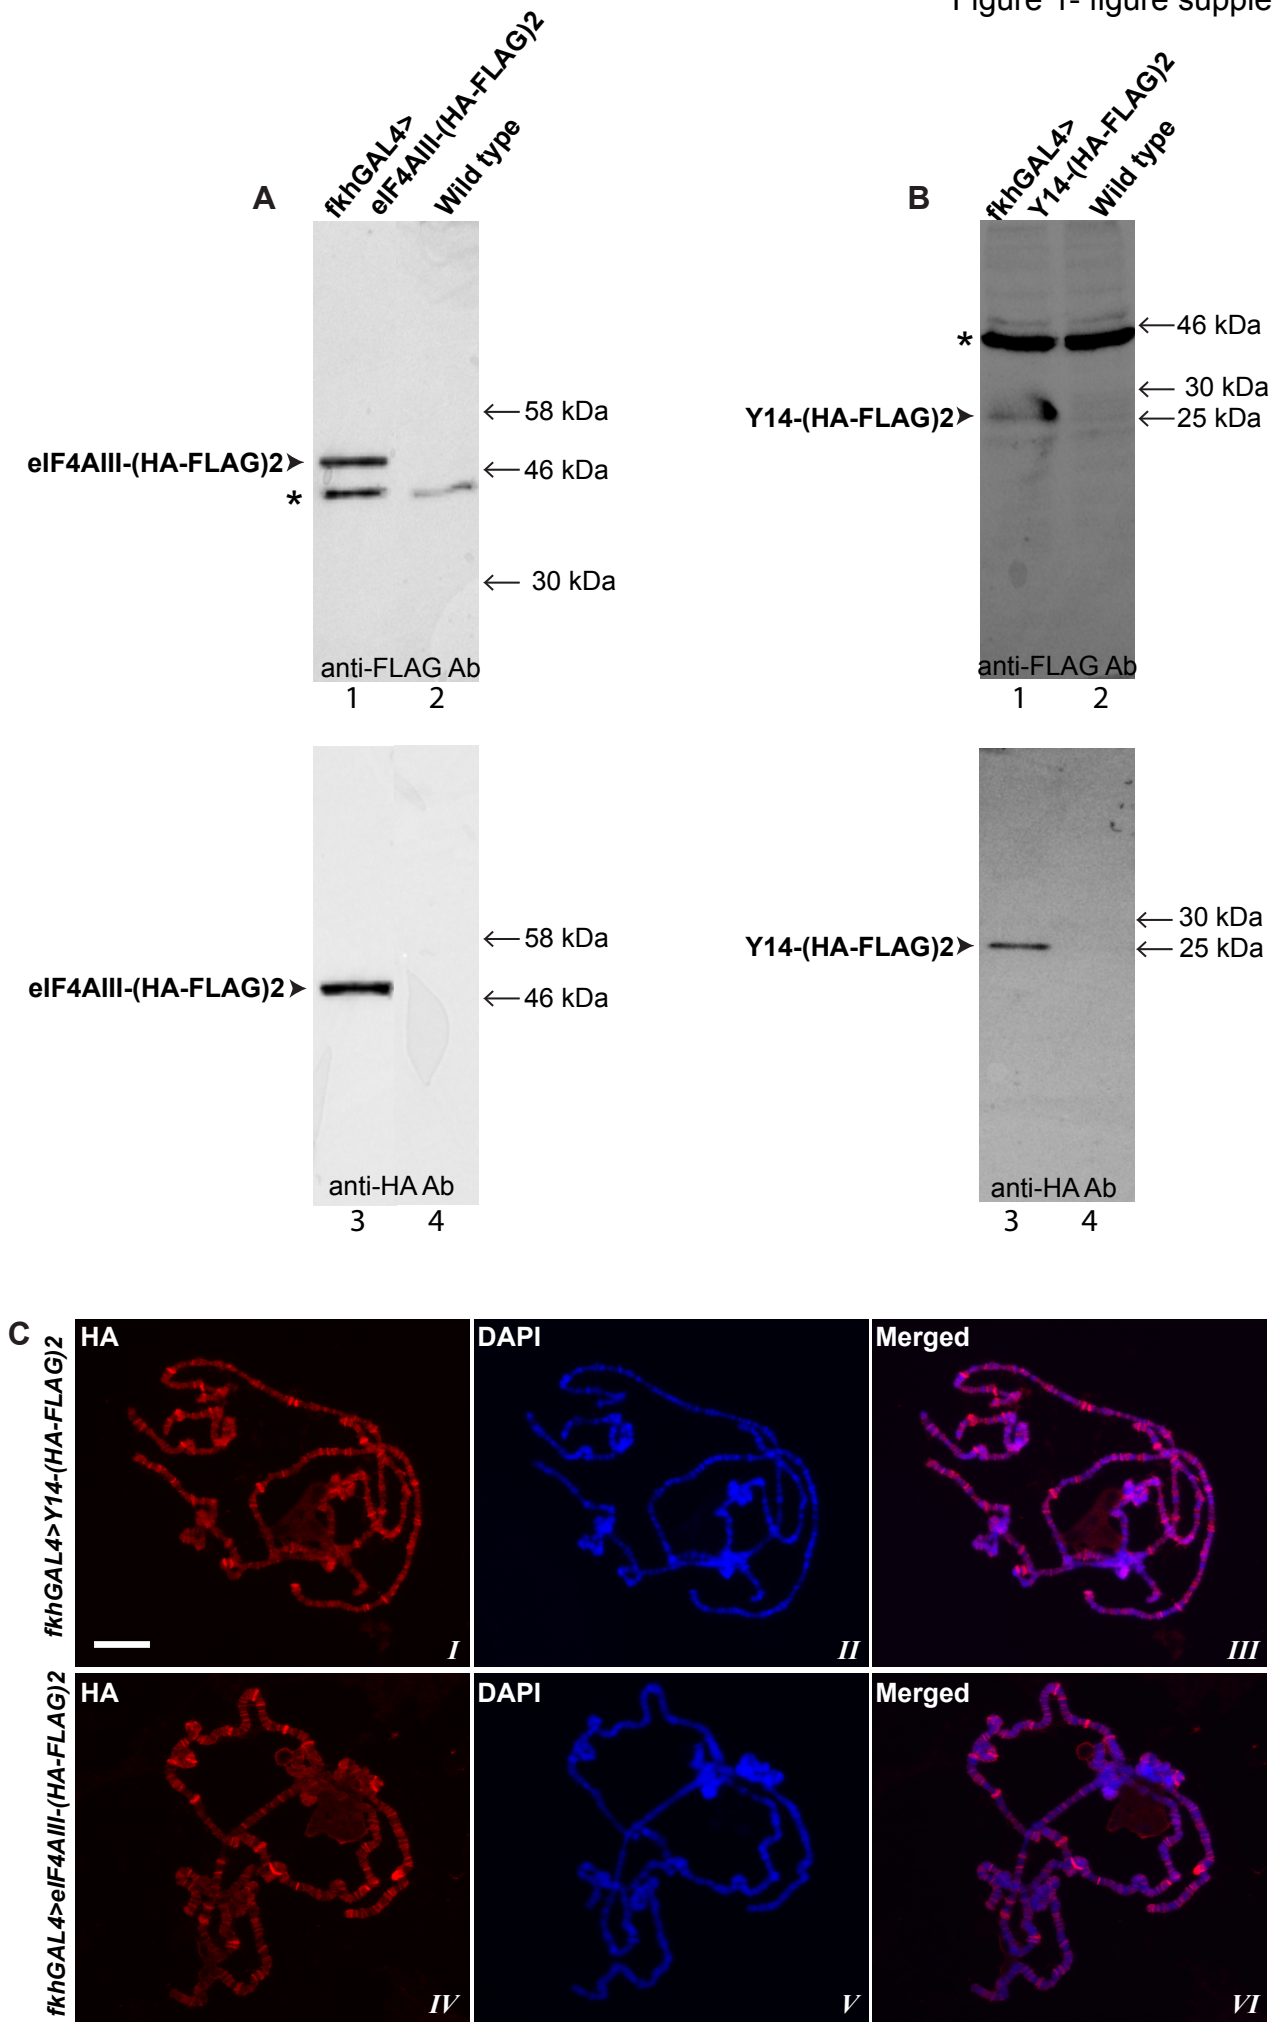 Figure 1- figure supple
A
fkhGAL4>
eIF4AIII-(HA-FLAG)2
Wild type
58 kDa
eIF4AIII-(HA-FLAG)2
46 kDa
*
30 kDa
anti-FLAG Ab
1 2
58 kDa
eIF4AIII-(HA-FLAG)2
46 kDa
anti-HA Ab
3 4
B
fkhGAL4>
Y14-(HA-FLAG)2
Wild type
46 kDa
*
30 kDa
Y14-(HA-FLAG)2
25 kDa
anti-FLAG Ab
1 2
30 kDa
Y14-(HA-FLAG)2
25 kDa
anti-HA Ab
3 4
C
fkhGAL4>Y14-(HA-FLAG)2
HA
I
DAPI
II
Merged
III
fkhGAL4>eIF4AIII-(HA-FLAG)2
HA
IV
DAPI
V
Merged
VI